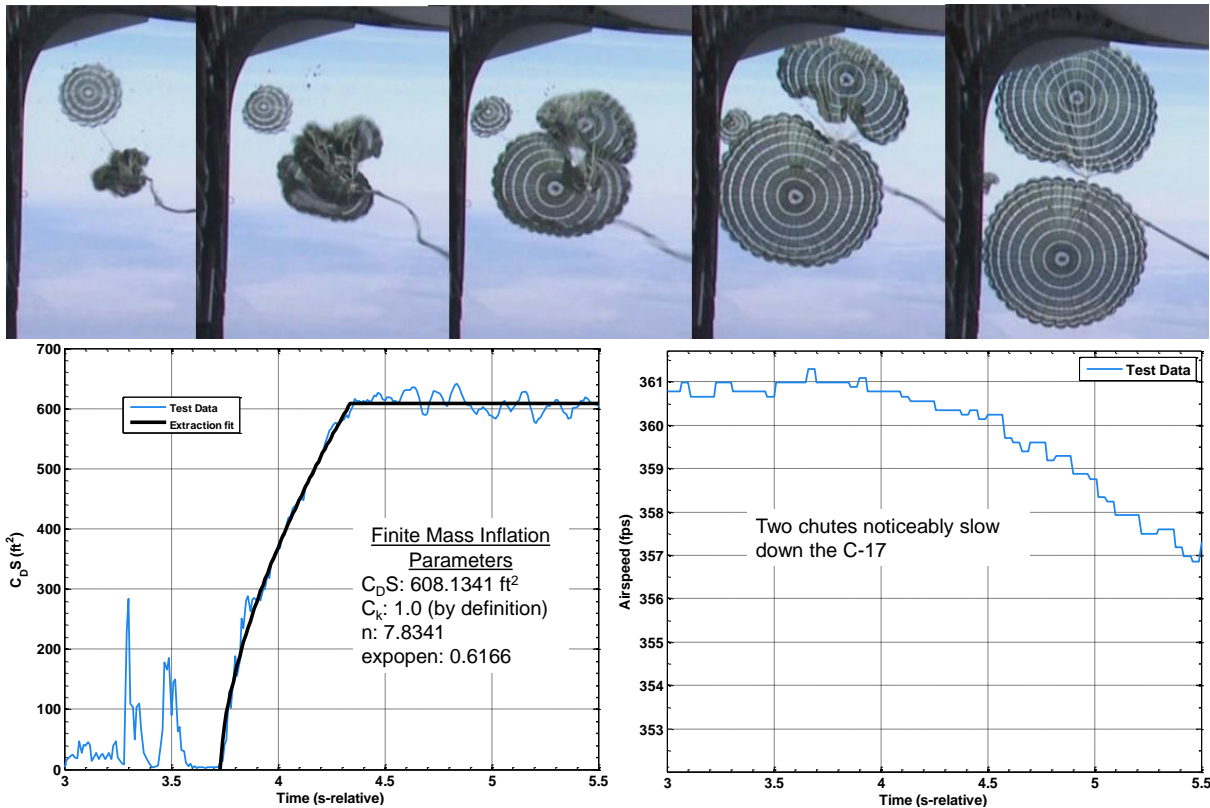 700
600
500
400
300
200
100
0
C_DS (ft²)
Test Data
Extraction fit
Finite Mass Inflation
Parameters
C_DS: 608.1341 ft²
C_k: 1.0 (by definition)
n: 7.8341
expopen: 0.6166
3 3.5 4 4.5 5 5.5
Time (s-relative)
361
360
359
358
357
356
355
354
353
Airspeed (fps)
Test Data
Two chutes noticeably slow
down the C-17
3 3.5 4 4.5 5 5.5
Time (s-relative)